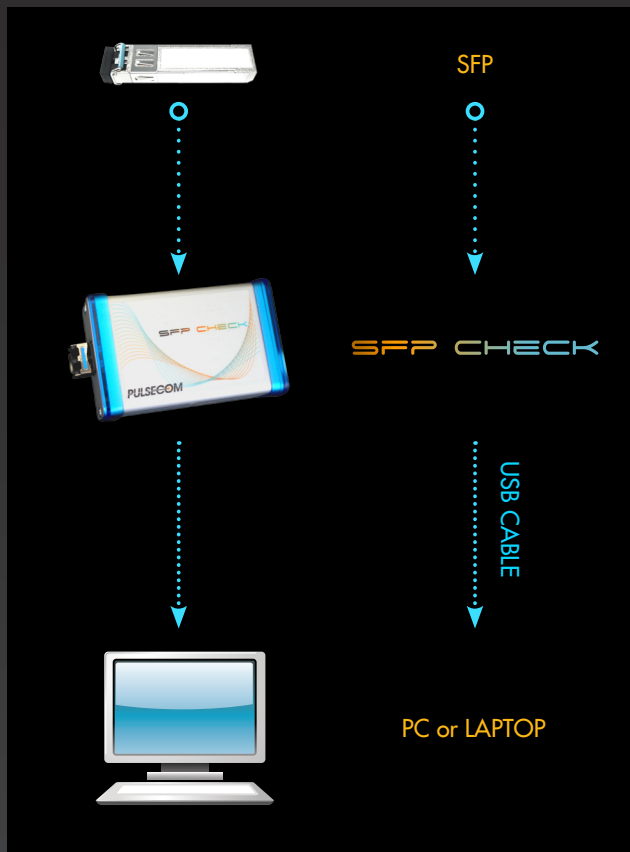 SFP
SFP CHECK
PULSECOM
SFP CHECK
USB CABLE
PC or LAPTOP